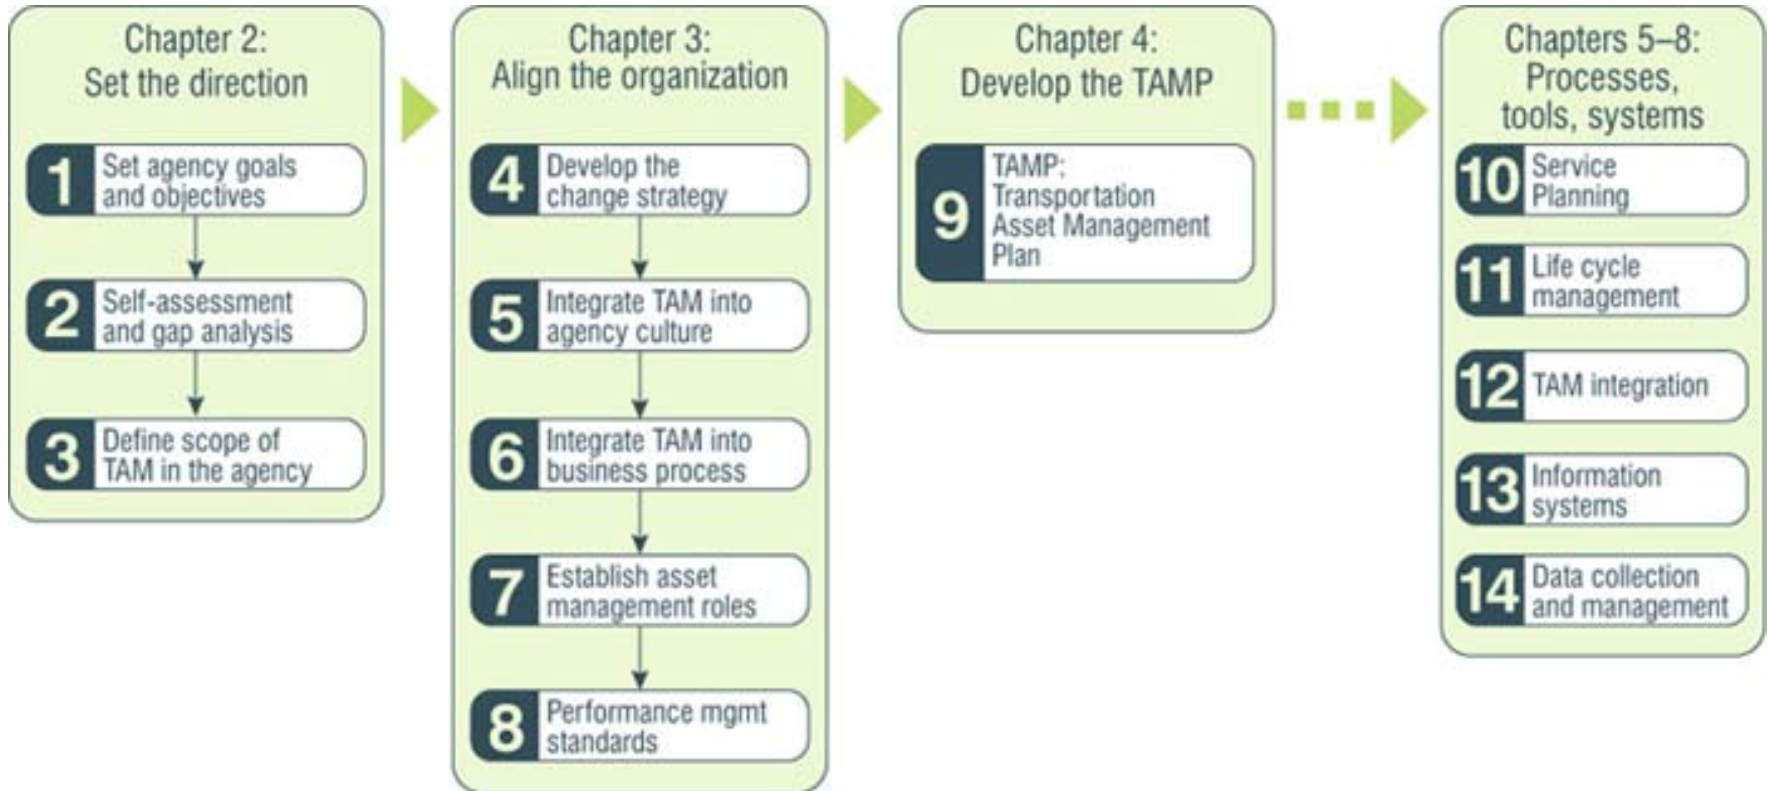 Chapter 2:
Set the direction
1
Set agency goals
and objectives
2
Self-assessment
and gap analysis
3
Define scope of
TAM in the agency
Chapter 3:
Align the organization
4
Develop the
change strategy
5
Integrate TAM into
agency culture
6
Integrate TAM into
business process
7
Establish asset
management roles
8
Performance mgmt
standards
Chapter 4:
Develop the TAMP
9
TAMP:
Transportation
Asset Management
Plan
Chapters 5–8:
Processes,
tools, systems
10
Service
Planning
11
Life cycle
management
12
TAM integration
13
Information
systems
14
Data collection
and management